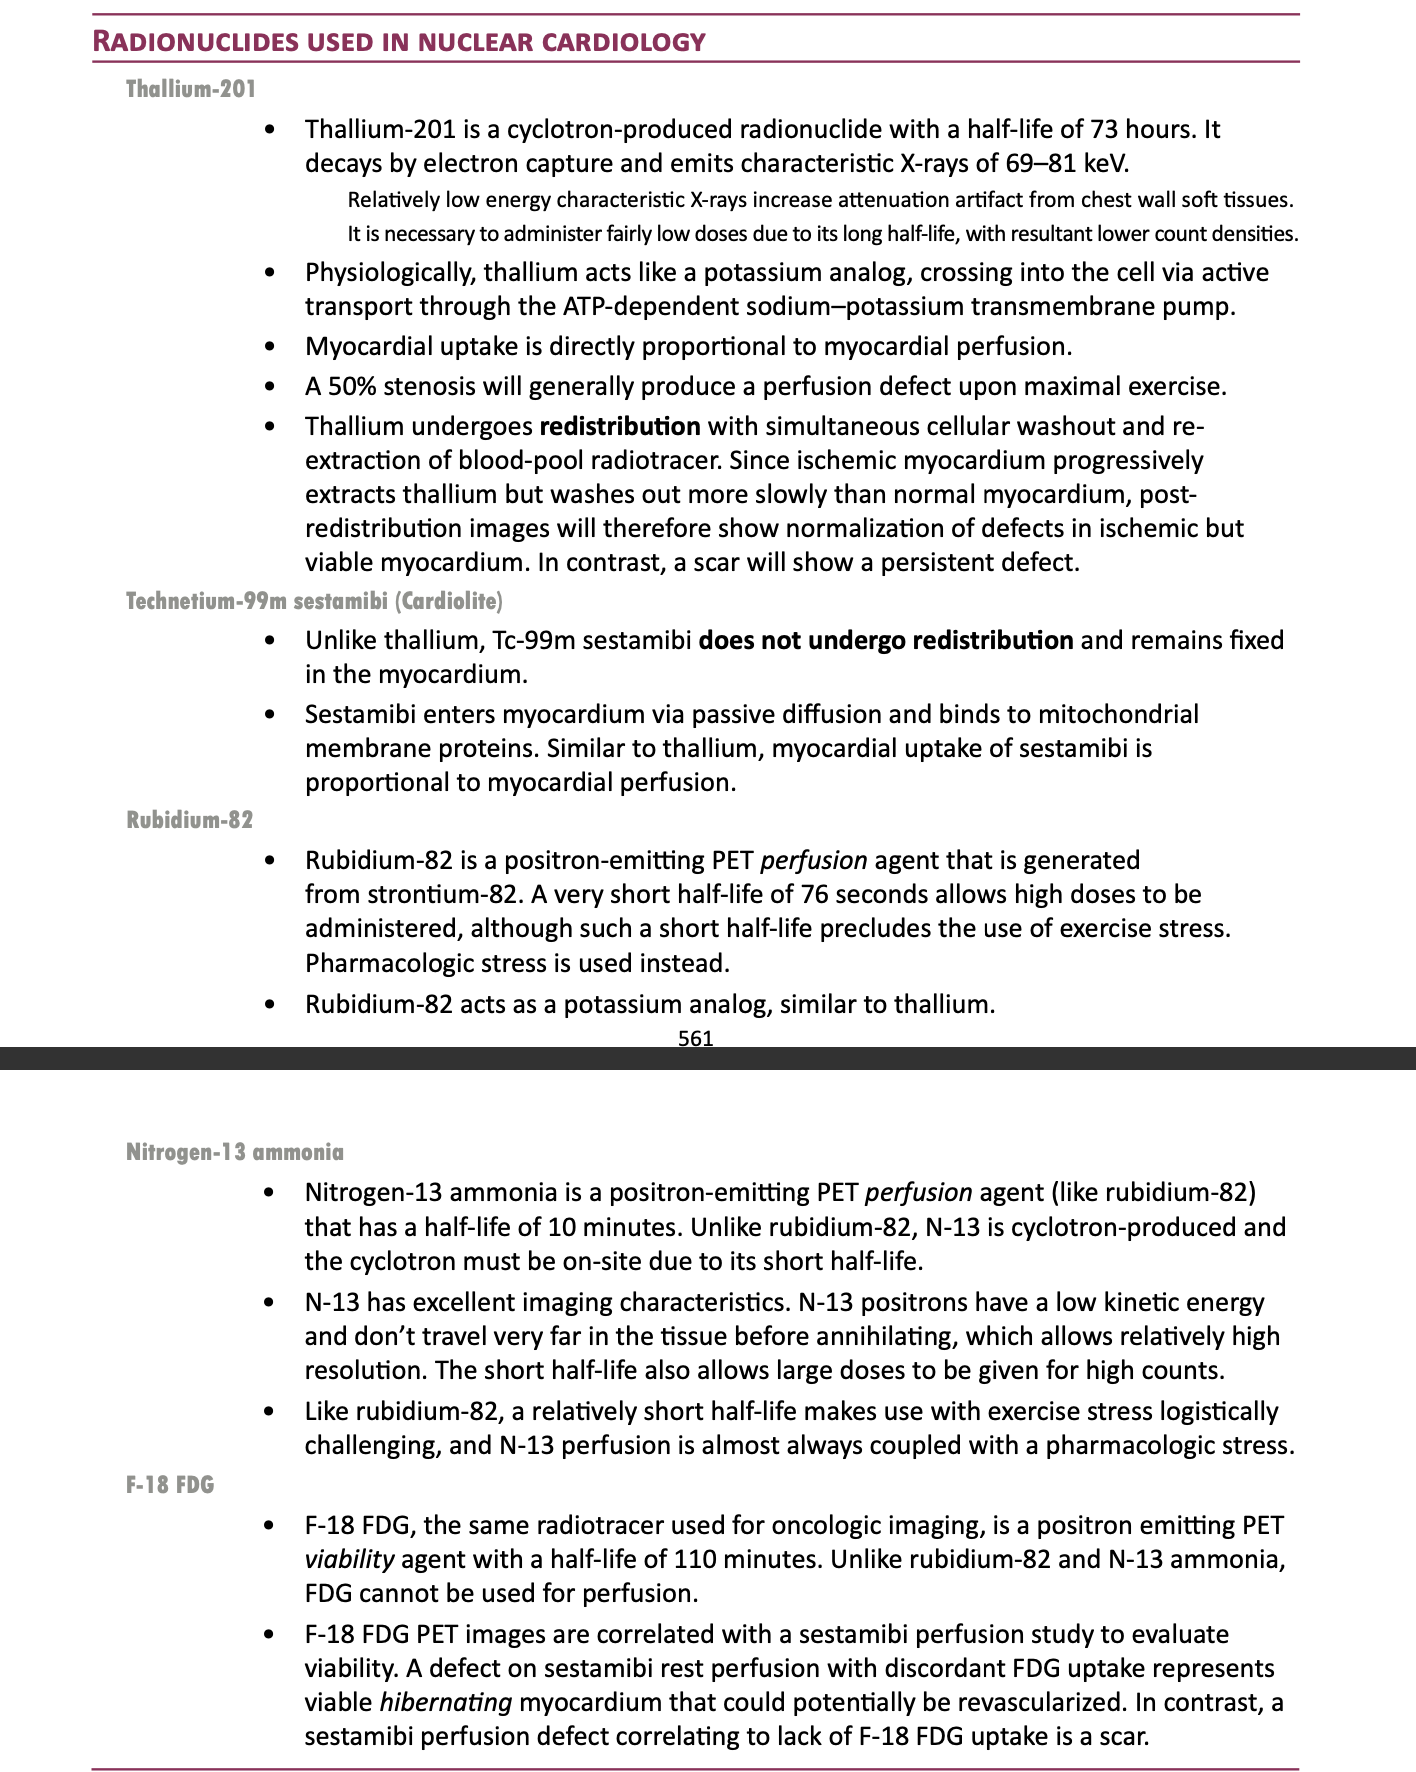 RADIONUCLIDES USED IN NUCLEAR CARDIOLOGY
Thallium-201
• Thallium-201 is a cyclotron-produced radionuclide with a half-life of 73 hours. It
decays by electron capture and emits characteristic X-rays of 69–81 keV.
Relatively low energy characteristic X-rays increase attenuation artifact from chest wall soft tissues.
It is necessary to administer fairly low doses due to its long half-life, with resultant lower count densities.
• Physiologically, thallium acts like a potassium analog, crossing into the cell via active
transport through the ATP-dependent sodium–potassium transmembrane pump.
• Myocardial uptake is directly proportional to myocardial perfusion.
• A 50% stenosis will generally produce a perfusion defect upon maximal exercise.
• Thallium undergoes redistribution with simultaneous cellular washout and re-
extraction of blood-pool radiotracer. Since ischemic myocardium progressively
extracts thallium but washes out more slowly than normal myocardium, post-
redistribution images will therefore show normalization of defects in ischemic but
viable myocardium. In contrast, a scar will show a persistent defect.
Technetium-99m sestamibi (Cardiolite)
• Unlike thallium, Tc-99m sestamibi does not undergo redistribution and remains fixed
in the myocardium.
• Sestamibi enters myocardium via passive diffusion and binds to mitochondrial
membrane proteins. Similar to thallium, myocardial uptake of sestamibi is
proportional to myocardial perfusion.
Rubidium-82
• Rubidium-82 is a positron-emitting PET perfusion agent that is generated
from strontium-82. A very short half-life of 76 seconds allows high doses to be
administered, although such a short half-life precludes the use of exercise stress.
Pharmacologic stress is used instead.
• Rubidium-82 acts as a potassium analog, similar to thallium.
561
Nitrogen-13 ammonia
• Nitrogen-13 ammonia is a positron-emitting PET perfusion agent (like rubidium-82)
that has a half-life of 10 minutes. Unlike rubidium-82, N-13 is cyclotron-produced and
the cyclotron must be on-site due to its short half-life.
• N-13 has excellent imaging characteristics. N-13 positrons have a low kinetic energy
and don’t travel very far in the tissue before annihilating, which allows relatively high
resolution. The short half-life also allows large doses to be given for high counts.
• Like rubidium-82, a relatively short half-life makes use with exercise stress logistically
challenging, and N-13 perfusion is almost always coupled with a pharmacologic stress.
F-18 FDG
• F-18 FDG, the same radiotracer used for oncologic imaging, is a positron emitting PET
viability agent with a half-life of 110 minutes. Unlike rubidium-82 and N-13 ammonia,
FDG cannot be used for perfusion.
• F-18 FDG PET images are correlated with a sestamibi perfusion study to evaluate
viability. A defect on sestamibi rest perfusion with discordant FDG uptake represents
viable hibernating myocardium that could potentially be revascularized. In contrast, a
sestamibi perfusion defect correlating to lack of F-18 FDG uptake is a scar.